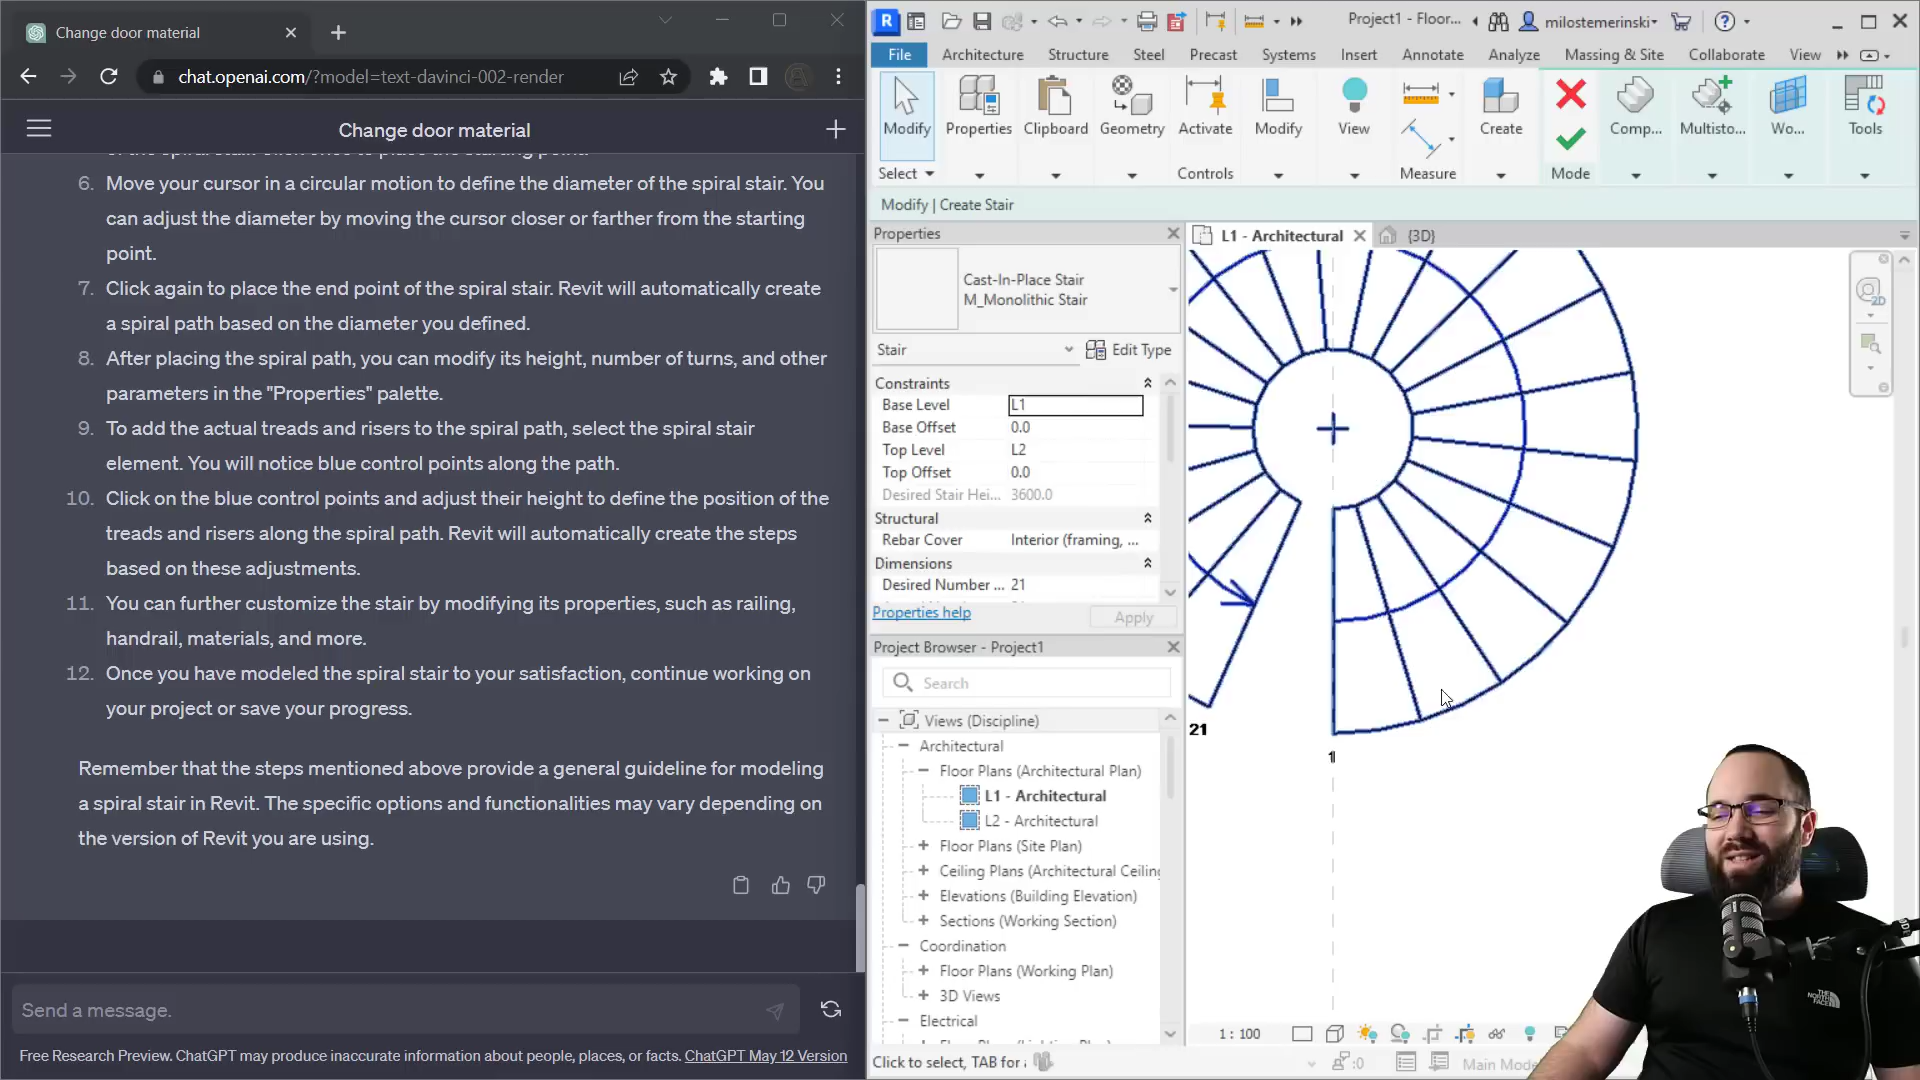 Change door material
chat.openai.com/?model=text-davinci-002-render
Change door material
6. Move your cursor in a circular motion to define the diameter of the spiral stair. You
can adjust the diameter by moving the cursor closer or farther from the starting
point.
7. Click again to place the end point of the spiral stair. Revit will automatically create
a spiral path based on the diameter you defined.
8. After placing the spiral path, you can modify its height, number of turns, and other
parameters in the "Properties" palette.
9. To add the actual treads and risers to the spiral path, select the spiral stair
element. You will notice blue control points along the path.
10. Click on the blue control points and adjust their height to define the position of the
treads and risers along the spiral path. Revit will automatically create the steps
based on these adjustments.
11. You can further customize the stair by modifying its properties, such as railing,
handrail, materials, and more.
12. Once you have modeled the spiral stair to your satisfaction, continue working on
your project or save your progress.
Remember that the steps mentioned above provide a general guideline for modeling
a spiral stair in Revit. The specific options and functionalities may vary depending on
the version of Revit you are using.
Send a message.
Free Research Preview. ChatGPT may produce inaccurate information about people, places, or facts. ChatGPT May 12 Version
R
Project1 - Floor...
milostemerinski
File Architecture Structure Steel Precast Systems Insert Annotate Analyze Massing & Site Collaborate View
Modify Properties Clipboard Geometry Activate Modify View Create Comp... Multisto... Wo... Tools
Select Controls Measure Mode
Modify | Create Stair
Properties
L1 - Architectural
{3D}
Cast-In-Place Stair
M_Monolithic Stair
Stair
Edit Type
Constraints
Base Level L1
Base Offset 0.0
Top Level L2
Top Offset 0.0
Desired Stair Hei... 3600.0
Structural
Rebar Cover Interior (framing, ...
Dimensions
Desired Number ... 21
Properties help
Apply
Project Browser - Project1
Search
Views (Discipline)
Architectural
Floor Plans (Architectural Plan)
L1 - Architectural
L2 - Architectural
Floor Plans (Site Plan)
Ceiling Plans (Architectural Ceiling
Elevations (Building Elevation)
Sections (Working Section)
Coordination
Floor Plans (Working Plan)
3D Views
Electrical
21
1
2D
1 : 100
Click to select, TAB for
:0
Main Mode
THE NORTH FACE